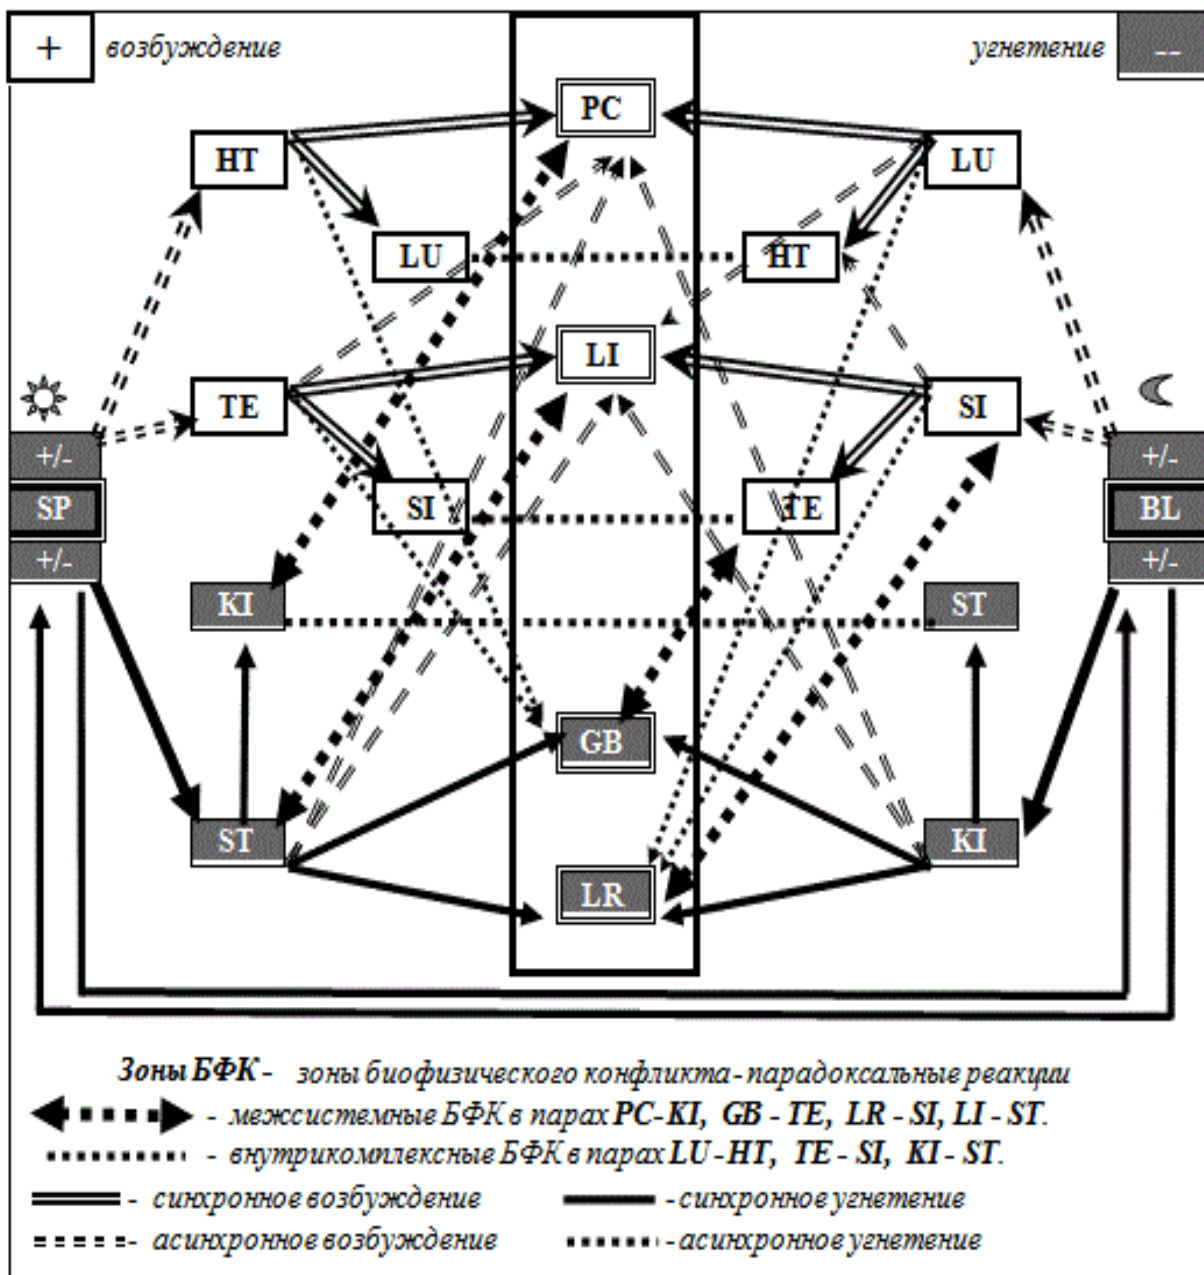 + возбуждение угнетение --
PC
HT LU
LU HT
LI
TE SI
+/- +/-
SP SI TE BL
+/- +/-
KI ST
GB
ST KI
LR
Зоны БФК - зоны биофизического конфликта - парадоксальные реакции
- межсистемные БФК в парах PC-KI, GB - TE, LR - SI, LI - ST.
- внутрикомплексные БФК в парах LU-HT, TE - SI, KI - ST.
- синхронное возбуждение - синхронное угнетение
- асинхронное возбуждение - асинхронное угнетение